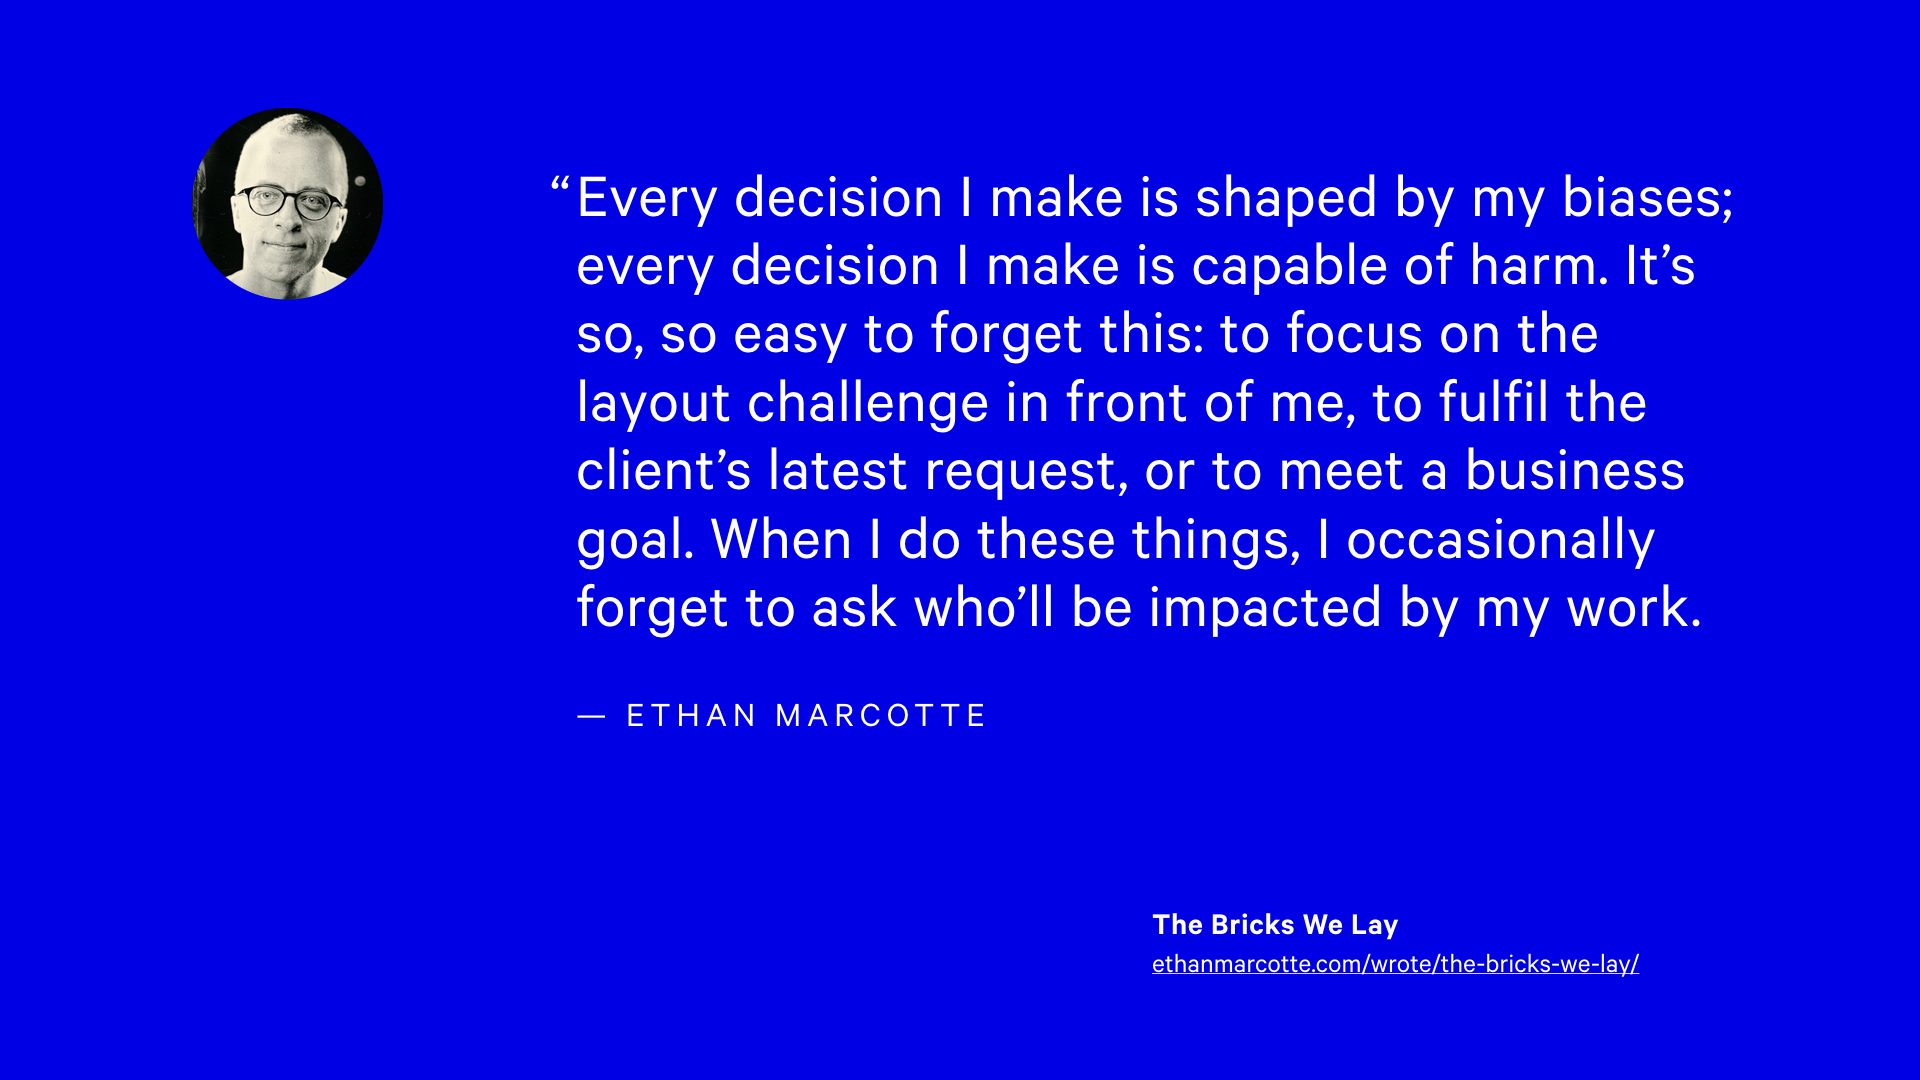 “Every decision I make is shaped by my biases;
every decision I make is capable of harm. It’s
so, so easy to forget this: to focus on the
layout challenge in front of me, to fulfil the
client’s latest request, or to meet a business
goal. When I do these things, I occasionally
forget to ask who’ll be impacted by my work.
— ETHAN MARCOTTE
The Bricks We Lay
ethanmarcotte.com/wrote/the-bricks-we-lay/